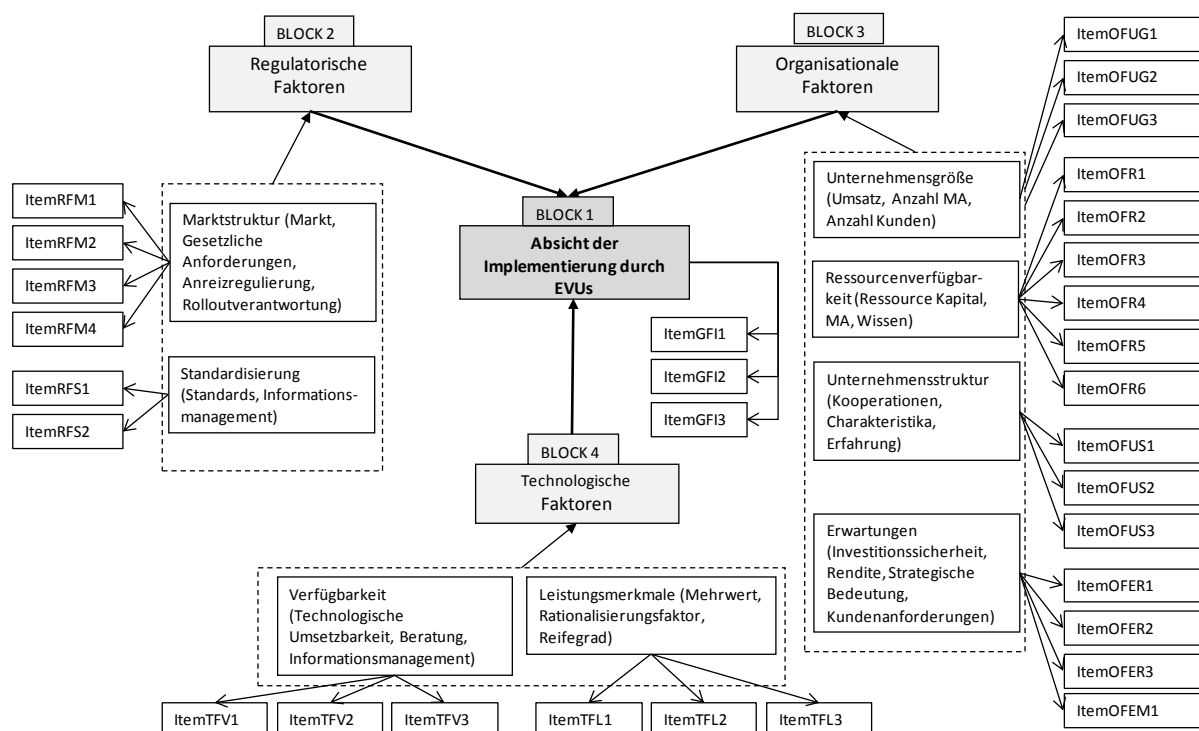 BLOCK 2
Regulatorische
Faktoren
BLOCK 3
Organisationale
Faktoren
BLOCK 1
Absicht der
Implementierung durch
EVUs
ItemGFI1
ItemGFI2
ItemGFI3
BLOCK 4
Technologische
Faktoren
ItemRFM1
ItemRFM2
ItemRFM3
ItemRFM4
ItemRFS1
ItemRFS2
Marktstruktur (Markt,
Gesetzliche
Anforderungen,
Anreizregulierung,
Rolloutverantwortung)
Standardisierung
(Standards, Informations-
management)
Unternehmensgröße
(Umsatz, Anzahl MA,
Anzahl Kunden)
Ressourcenverfügbar-
keit (Ressource Kapital,
MA, Wissen)
Unternehmensstruktur
(Kooperationen,
Charakteristika,
Erfahrung)
Erwartungen
(Investitionssicherheit,
Rendite, Strategische
Bedeutung,
Kundenanforderungen)
ItemOFUG1
ItemOFUG2
ItemOFUG3
ItemOFR1
ItemOFR2
ItemOFR3
ItemOFR4
ItemOFR5
ItemOFR6
ItemOFUS1
ItemOFUS2
ItemOFUS3
ItemOFER1
ItemOFER2
ItemOFER3
ItemOFEM1
Verfügbarkeit
(Technologische
Umsetzbarkeit, Beratung,
Informationsmanagement)
Leistungsmerkmale (Mehrwert,
Rationalisierungsfaktor,
Reifegrad)
ItemTFV1
ItemTFV2
ItemTFV3
ItemTFL1
ItemTFL2
ItemTFL3